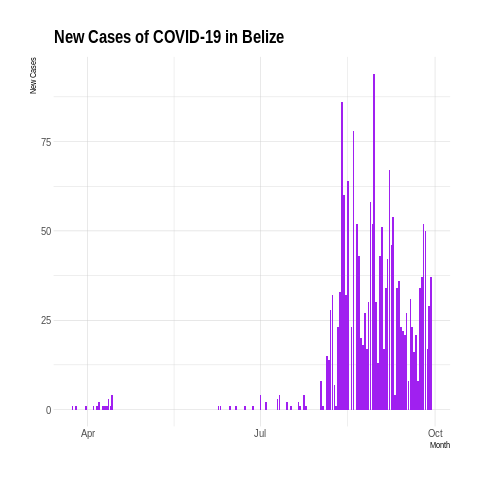 New Cases of COVID-19 in Belize
New Cases
75
50
25
0
Apr
Jul
Oct
Month